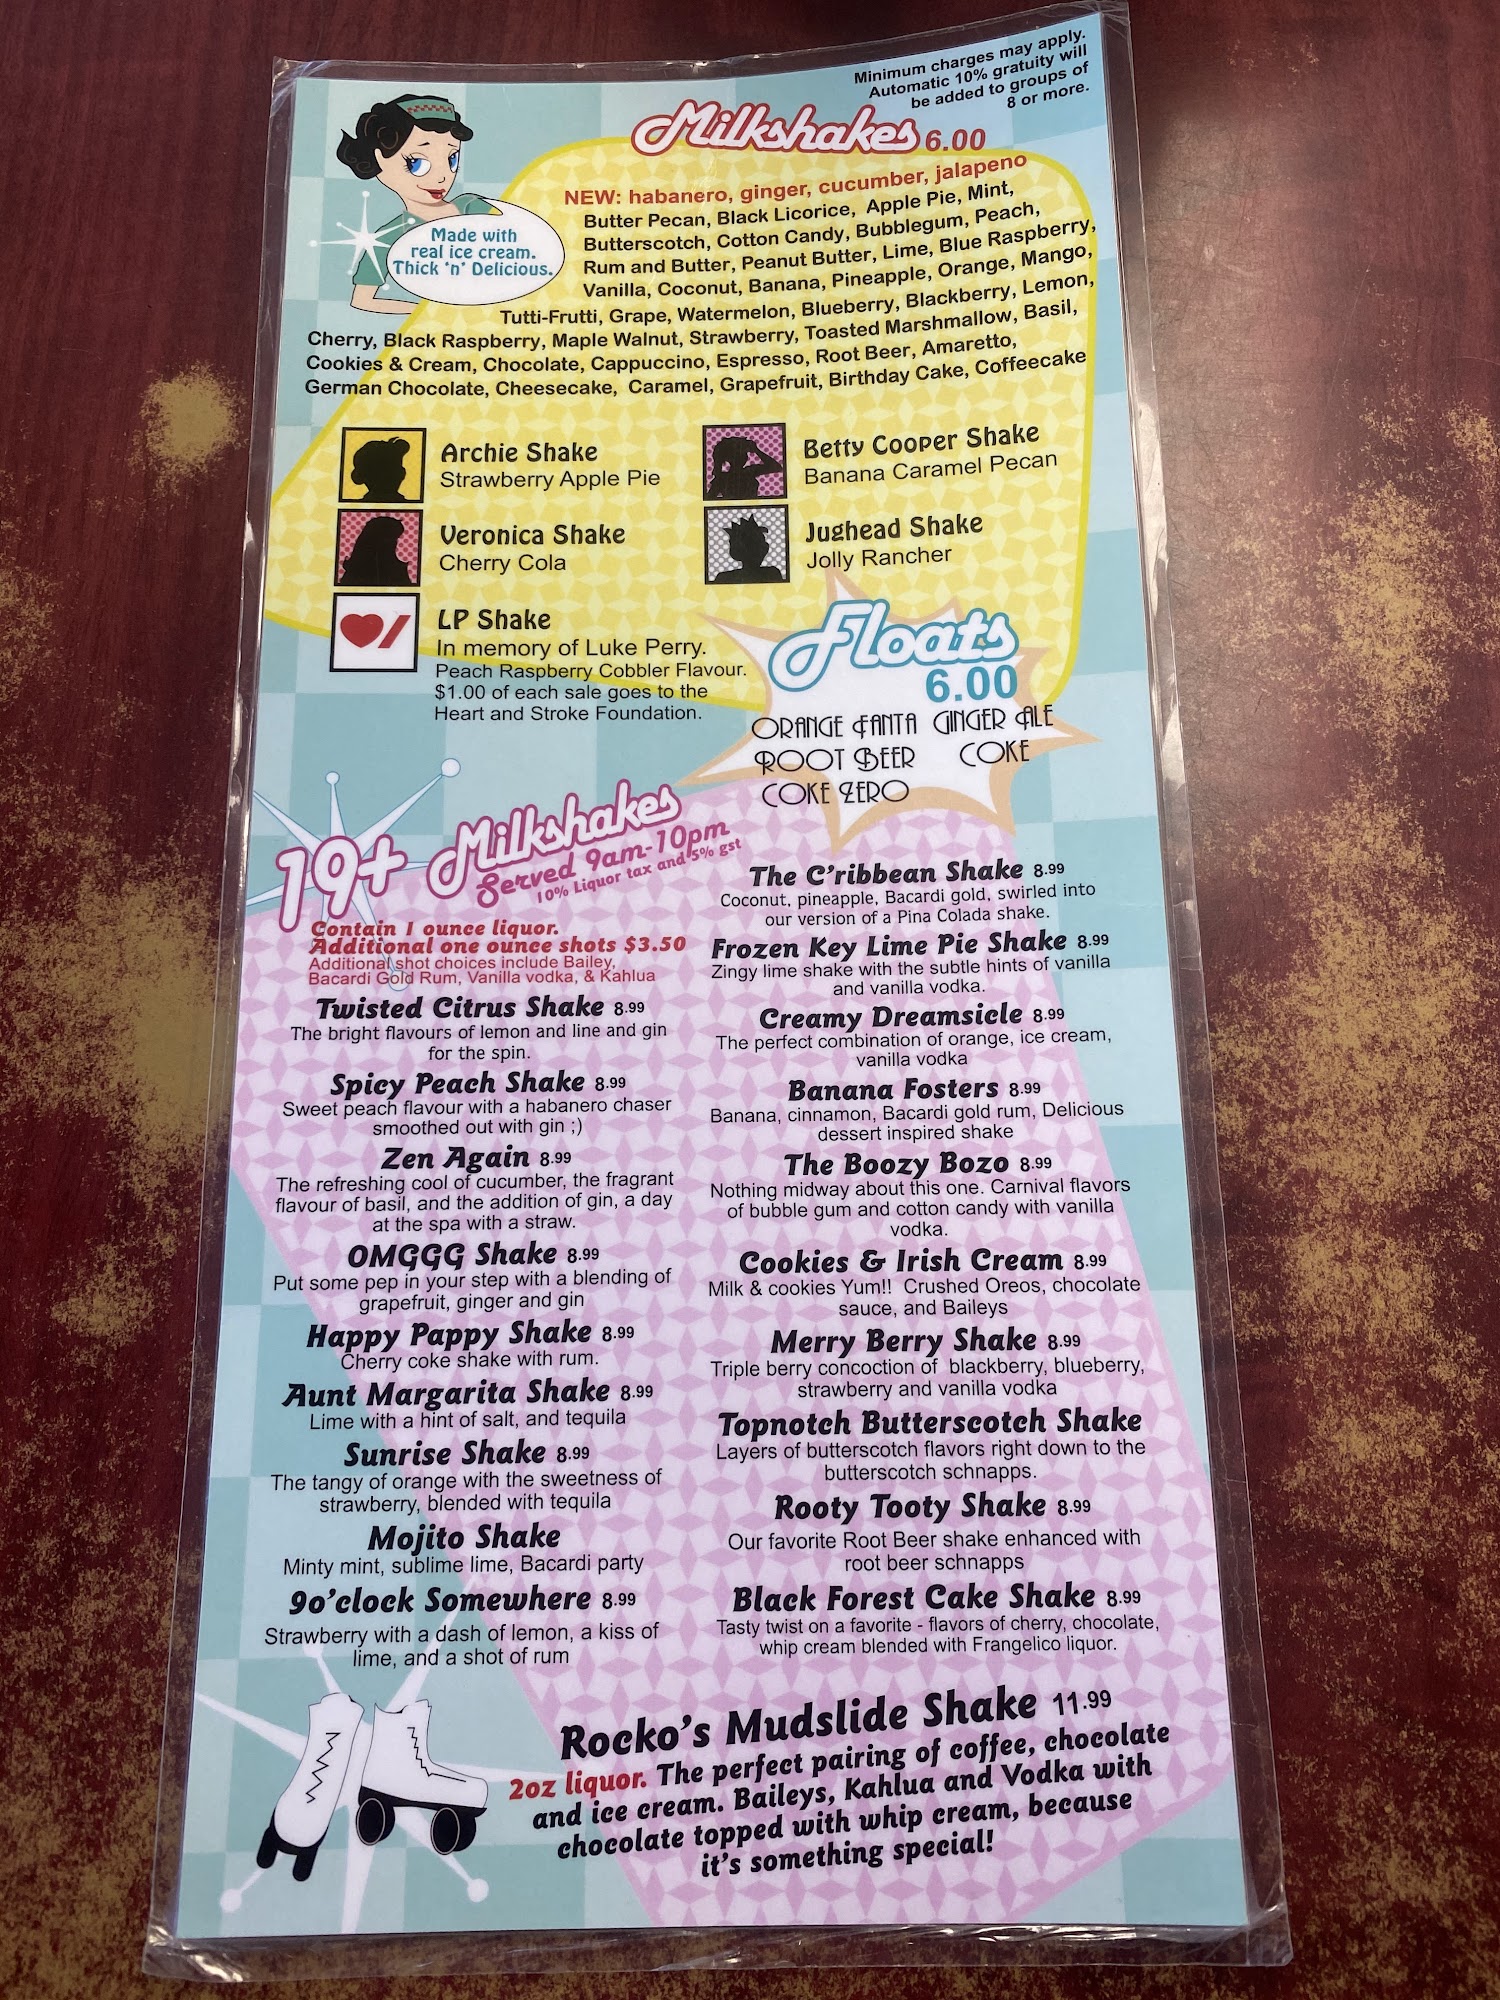 Minimum charges may apply.
Automatic 10% gratuity will
be added to groups of
8 or more.
Milkshakes 6.00
Made with
real ice cream.
Thick 'n' Delicious.
NEW: habanero, ginger, cucumber, jalapeno
Butter Pecan, Black Licorice, Apple Pie, Mint,
Butterscotch, Cotton Candy, Bubblegum, Peach,
Rum and Butter, Peanut Butter, Lime, Blue Raspberry,
Vanilla, Coconut, Banana, Pineapple, Orange, Mango,
Tutti-Frutti, Grape, Watermelon, Blueberry, Blackberry, Lemon,
Cherry, Black Raspberry, Maple Walnut, Strawberry, Toasted Marshmallow, Basil,
Cookies & Cream, Chocolate, Cappuccino, Espresso, Root Beer, Amaretto,
German Chocolate, Cheesecake, Caramel, Grapefruit, Birthday Cake, Coffeecake
Archie Shake
Strawberry Apple Pie
Betty Cooper Shake
Banana Caramel Pecan
Veronica Shake
Cherry Cola
Jughead Shake
Jolly Rancher
LP Shake
In memory of Luke Perry.
Peach Raspberry Cobbler Flavour.
$1.00 of each sale goes to the
Heart and Stroke Foundation.
Floats
6.00
ORANGE FANTA GINGER ALE
ROOT BEER COKE
COKE ZERO
19+ Milkshakes
Served 9am-10pm
10% Liquor tax and 5% gst
Contain 1 ounce liquor.
Additional one ounce shots $3.50
Additional shot choices include Bailey,
Bacardi Gold Rum, Vanilla vodka, & Kahlua
Twisted Citrus Shake 8.99
The bright flavours of lemon and line and gin
for the spin.
Spicy Peach Shake 8.99
Sweet peach flavour with a habanero chaser
smoothed out with gin ;)
Zen Again 8.99
The refreshing cool of cucumber, the fragrant
flavour of basil, and the addition of gin, a day
at the spa with a straw.
OMGGG Shake 8.99
Put some pep in your step with a blending of
grapefruit, ginger and gin
Happy Pappy Shake 8.99
Cherry coke shake with rum.
Aunt Margarita Shake 8.99
Lime with a hint of salt, and tequila
Sunrise Shake 8.99
The tangy of orange with the sweetness of
strawberry, blended with tequila
Mojito Shake
Minty mint, sublime lime, Bacardi party
9o'clock Somewhere 8.99
Strawberry with a dash of lemon, a kiss of
lime, and a shot of rum
The C'ribbean Shake 8.99
Coconut, pineapple, Bacardi gold, swirled into
our version of a Pina Colada shake.
Frozen Key Lime Pie Shake 8.99
Zingy lime shake with the subtle hints of vanilla
and vanilla vodka.
Creamy Dreamsicle 8.99
The perfect combination of orange, ice cream,
vanilla vodka
Banana Fosters 8.99
Banana, cinnamon, Bacardi gold rum, Delicious
dessert inspired shake
The Boozy Bozo 8.99
Nothing midway about this one. Carnival flavors
of bubble gum and cotton candy with vanilla
vodka.
Cookies & Irish Cream 8.99
Milk & cookies Yum!! Crushed Oreos, chocolate
sauce, and Baileys
Merry Berry Shake 8.99
Triple berry concoction of blackberry, blueberry,
strawberry and vanilla vodka
Topnotch Butterscotch Shake
Layers of butterscotch flavors right down to the
butterscotch schnapps.
Rooty Tooty Shake 8.99
Our favorite Root Beer shake enhanced with
root beer schnapps
Black Forest Cake Shake 8.99
Tasty twist on a favorite - flavors of cherry, chocolate,
whip cream blended with Frangelico liquor.
Rocko's Mudslide Shake 11.99
2oz liquor. The perfect pairing of coffee, chocolate
and ice cream. Baileys, Kahlua and Vodka with
chocolate topped with whip cream, because
it's something special!